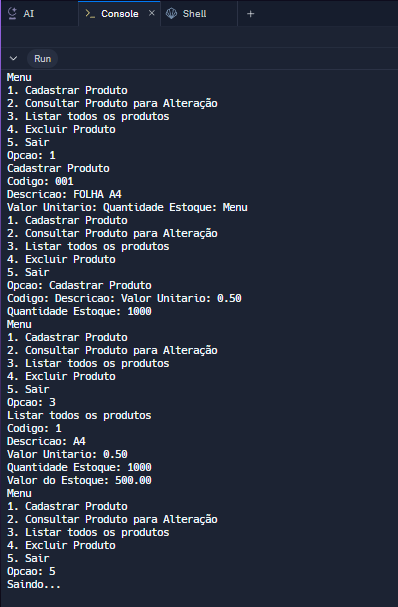 AI
Console
Shell
Run
Menu
1. Cadastrar Produto
2. Consultar Produto para Alteração
3. Listar todos os produtos
4. Excluir Produto
5. Sair
Opcao: 1
Cadastrar Produto
Codigo: 001
Descricao: FOLHA A4
Valor Unitario: Quantidade Estoque: Menu
1. Cadastrar Produto
2. Consultar Produto para Alteração
3. Listar todos os produtos
4. Excluir Produto
5. Sair
Opcao: Cadastrar Produto
Codigo: Descricao: Valor Unitario: 0.50
Quantidade Estoque: 1000
Menu
1. Cadastrar Produto
2. Consultar Produto para Alteração
3. Listar todos os produtos
4. Excluir Produto
5. Sair
Opcao: 3
Listar todos os produtos
Codigo: 1
Descricao: A4
Valor Unitario: 0.50
Quantidade Estoque: 1000
Valor do Estoque: 500.00
Menu
1. Cadastrar Produto
2. Consultar Produto para Alteração
3. Listar todos os produtos
4. Excluir Produto
5. Sair
Opcao: 5
Saindo...